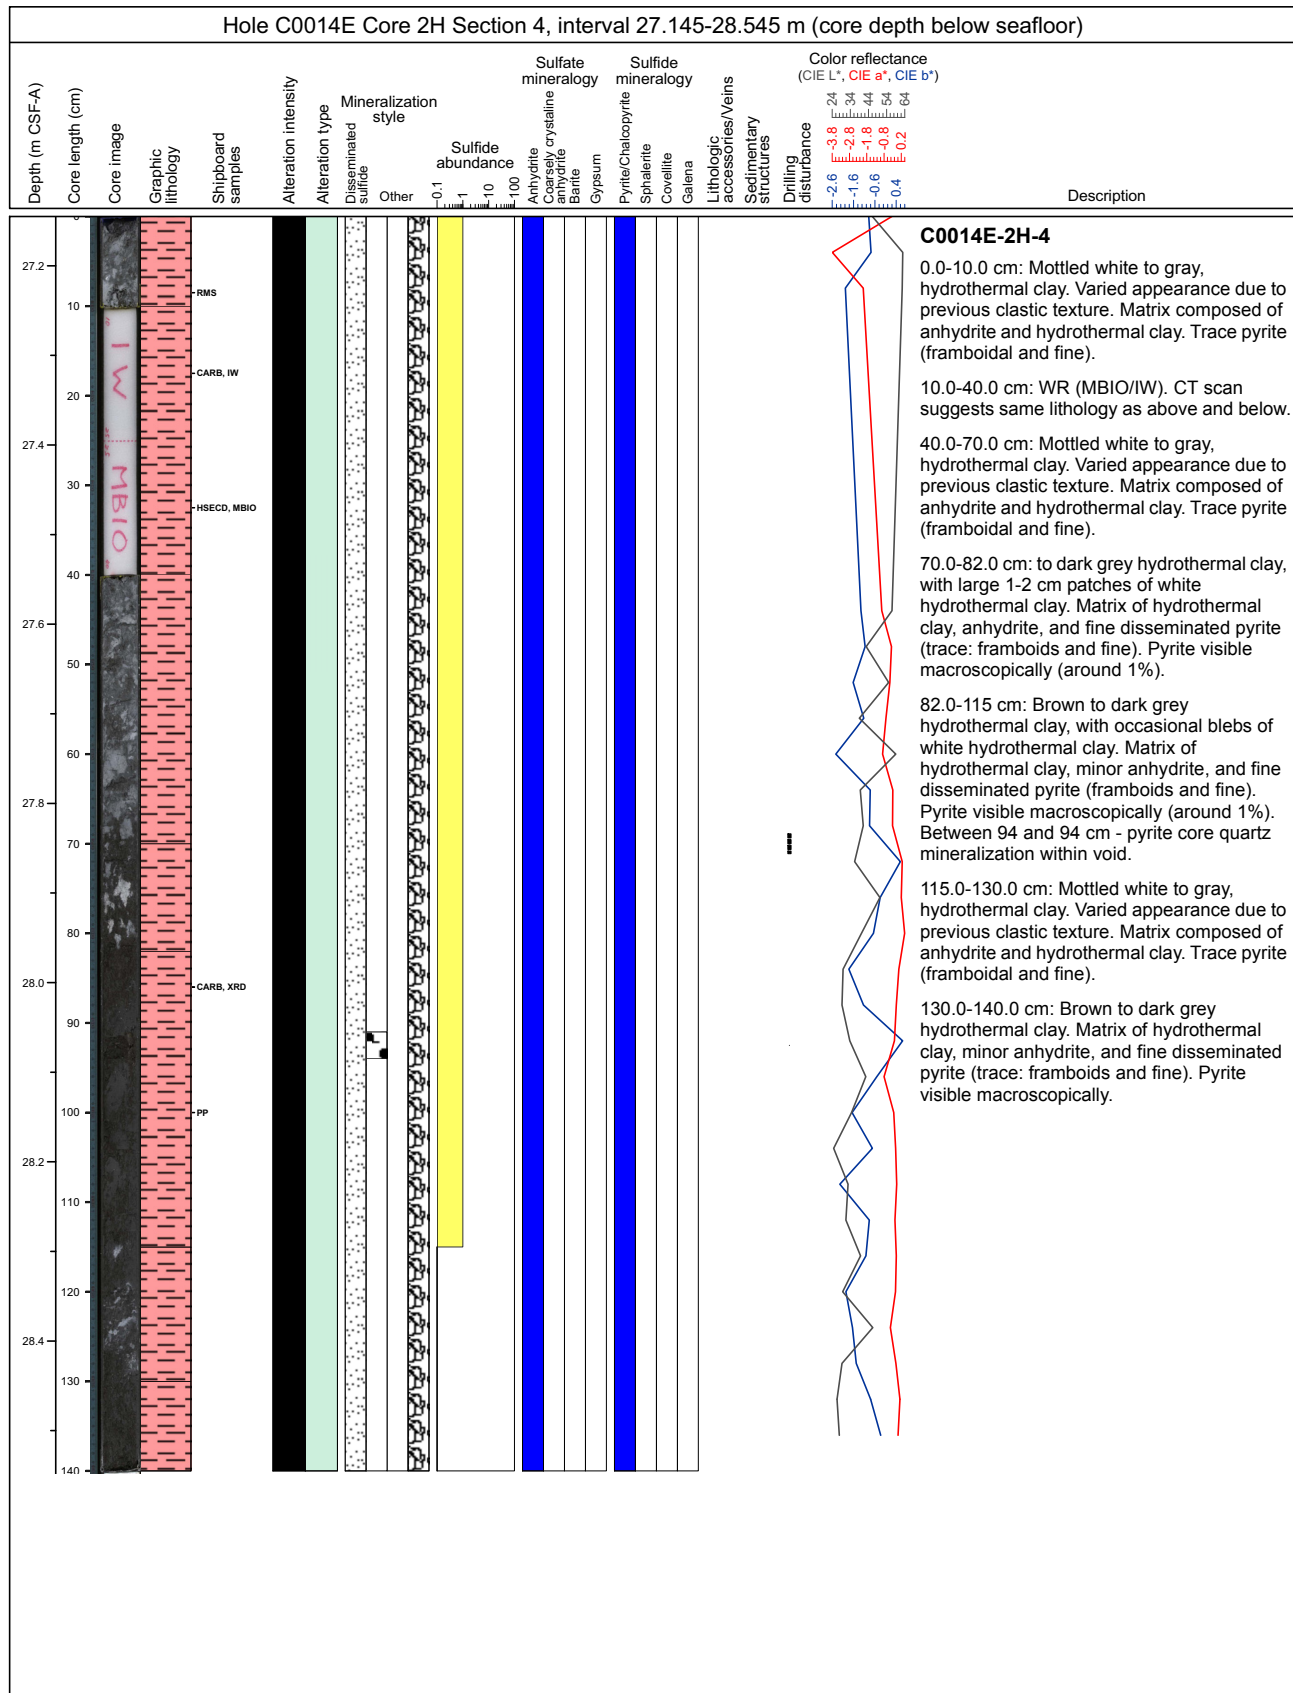 Hole C0014E Core 2H Section 4, interval 27.145-28.545 m (core depth below seafloor)
Depth (m CSF-A)
Core length (cm)
Core image
Graphic
lithology
Shipboard
samples
Alteration intensity
Alteration type
Mineralization
style
Disseminated
sulfide
Other
Sulfide
abundance
0.1
1
10
100
Sulfate
mineralogy
Anhydrite
Coarsely crystaline
anhydrite
Barite
Gypsum
Sulfide
mineralogy
Pyrite/Chalcopyrite
Sphalerite
Covellite
Galena
Lithologic
accessories/Veins
Sedimentary
structures
Drilling
disturbance
Color reflectance
(CIE L*, CIE a*, CIE b*)
24 34 44 54 64
-3.8 -2.8 -1.8 -0.8 0.2
-2.6 -1.6 -0.6 0.4
Description
27.2
27.4
27.6
27.8
28.0
28.2
28.4
0
10
20
30
40
50
60
70
80
90
100
110
120
130
140
IW
MBIO
RMS
CARB, IW
HSECD, MBIO
CARB, XRD
PP
C0014E-2H-4
0.0-10.0 cm: Mottled white to gray,
hydrothermal clay. Varied appearance due to
previous clastic texture. Matrix composed of
anhydrite and hydrothermal clay. Trace pyrite
(framboidal and fine).
10.0-40.0 cm: WR (MBIO/IW). CT scan
suggests same lithology as above and below.
40.0-70.0 cm: Mottled white to gray,
hydrothermal clay. Varied appearance due to
previous clastic texture. Matrix composed of
anhydrite and hydrothermal clay. Trace pyrite
(framboidal and fine).
70.0-82.0 cm: to dark grey hydrothermal clay,
with large 1-2 cm patches of white
hydrothermal clay. Matrix of hydrothermal
clay, anhydrite, and fine disseminated pyrite
(trace: framboids and fine). Pyrite visible
macroscopically (around 1%).
82.0-115 cm: Brown to dark grey
hydrothermal clay, with occasional blebs of
white hydrothermal clay. Matrix of
hydrothermal clay, minor anhydrite, and fine
disseminated pyrite (framboids and fine).
Pyrite visible macroscopically (around 1%).
Between 94 and 94 cm - pyrite core quartz
mineralization within void.
115.0-130.0 cm: Mottled white to gray,
hydrothermal clay. Varied appearance due to
previous clastic texture. Matrix composed of
anhydrite and hydrothermal clay. Trace pyrite
(framboidal and fine).
130.0-140.0 cm: Brown to dark grey
hydrothermal clay. Matrix of hydrothermal
clay, minor anhydrite, and fine disseminated
pyrite (trace: framboids and fine). Pyrite
visible macroscopically.